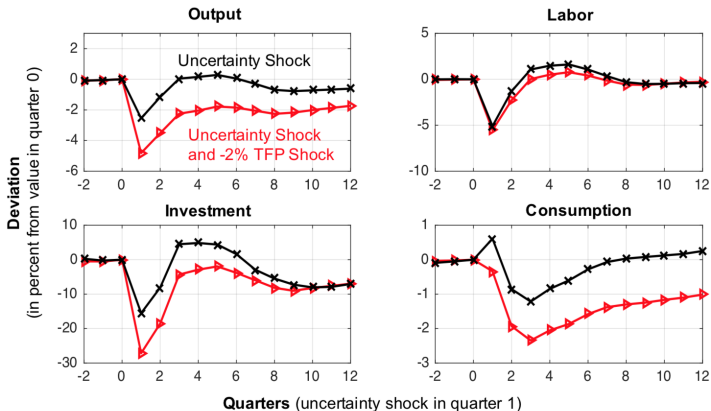 Output
Labor
2
0
-2
-4
-6
Uncertainty Shock
Uncertainty Shock
and -2% TFP Shock
-2 0 2 4 6 8 10 12
5
0
-5
-10
-2 0 2 4 6 8 10 12
Deviation
(in percent from value in quarter 0)
Investment
Consumption
10
0
-10
-20
-30
-2 0 2 4 6 8 10 12
1
0
-1
-2
-3
-2 0 2 4 6 8 10 12
Quarters (uncertainty shock in quarter 1)